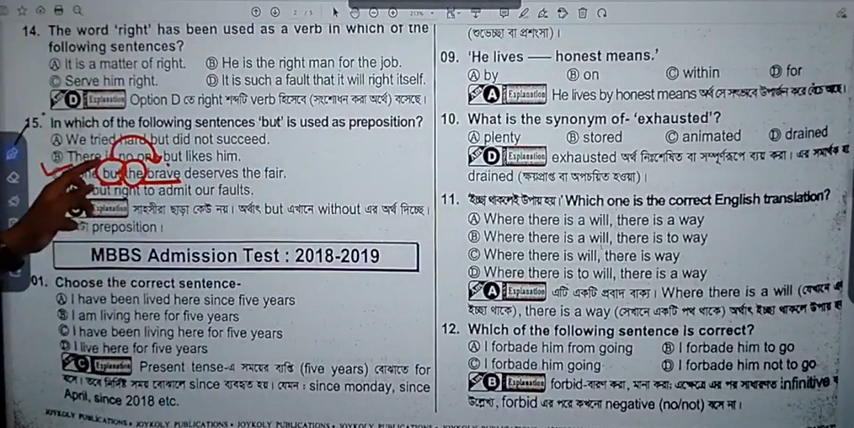 14. The word 'right' has been used as a verb in which of the
following sentences?
Ⓐ It is a matter of right. Ⓑ He is the right man for the job.
Ⓒ Serve him right. Ⓓ It is such a fault that it will right itself.
Ⓓ Explanation Option D তে right শব্দটি verb হিসেবে (সংশোধন করা অর্থে) বসেছে।
15. In which of the following sentences 'but' is used as preposition?
Ⓐ We tried hard but did not succeed.
Ⓑ There is no one but likes him.
but the brave deserves the fair.
but right to admit our faults.
Explanation সাহসীরা ছাড়া কেউ নয়। অর্থাৎ but এখানে without এর অর্থ দিচ্ছে।
preposition।
MBBS Admission Test : 2018-2019
01. Choose the correct sentence-
Ⓐ I have been lived here since five years
Ⓑ I am living here for five years
Ⓒ I have been living here for five years
Ⓓ I live here for five years
Ⓒ Explanation Present tense-এ সময়ের ব্যাপ্তি (five years) বোঝাতে for
বসে। তবে নির্দিষ্ট সময় বোঝালে since ব্যবহৃত হয়। যেমন : since monday, since
April, since 2018 etc.
(শুভেচ্ছা বা প্রশংসা)।
09. 'He lives — honest means.'
Ⓐ by Ⓑ on Ⓒ within Ⓓ for
Ⓐ Explanation He lives by honest means অর্থ সে সৎভাবে উপার্জন করে বেঁচে আছে।
10. What is the synonym of- 'exhausted'?
Ⓐ plenty Ⓑ stored Ⓒ animated Ⓓ drained
Ⓓ Explanation exhausted অর্থ নিঃশেষিত বা সম্পূর্ণরূপে ব্যয় করা। এর সমার্থক
drained (ক্ষয়প্রাপ্ত বা অপচয়িত হওয়া)।
11. 'ইচ্ছা থাকলেই উপায় হয়।' Which one is the correct English translation?
Ⓐ Where there is a will, there is a way
Ⓑ Where there is a will, there is to way
Ⓒ Where there is will, there is way
Ⓓ Where there is to will, there is a way
Ⓐ Explanation এটি একটি প্রবাদ বাক্য। Where there is a will (যেখানে
ইচ্ছা থাকে), there is a way (সেখানে একটি পথ থাকে) অর্থাৎ ইচ্ছা থাকলে উপায় হয়
12. Which of the following sentence is correct?
Ⓐ I forbade him from going Ⓑ I forbade him to go
Ⓒ I forbade him going Ⓓ I forbade him not to go
Ⓑ Explanation forbid-বারণ করা, মানা করা; এক্ষেত্রে এর পর সাধারণত infinitive
উল্লেখ্য, forbid এর পরে কখনো negative (no/not) বসে না।
JOYKOLY PUBLICATIONS • JOYKOLY PUBLICATIONS • JOYKOLY PUBLICATIONS